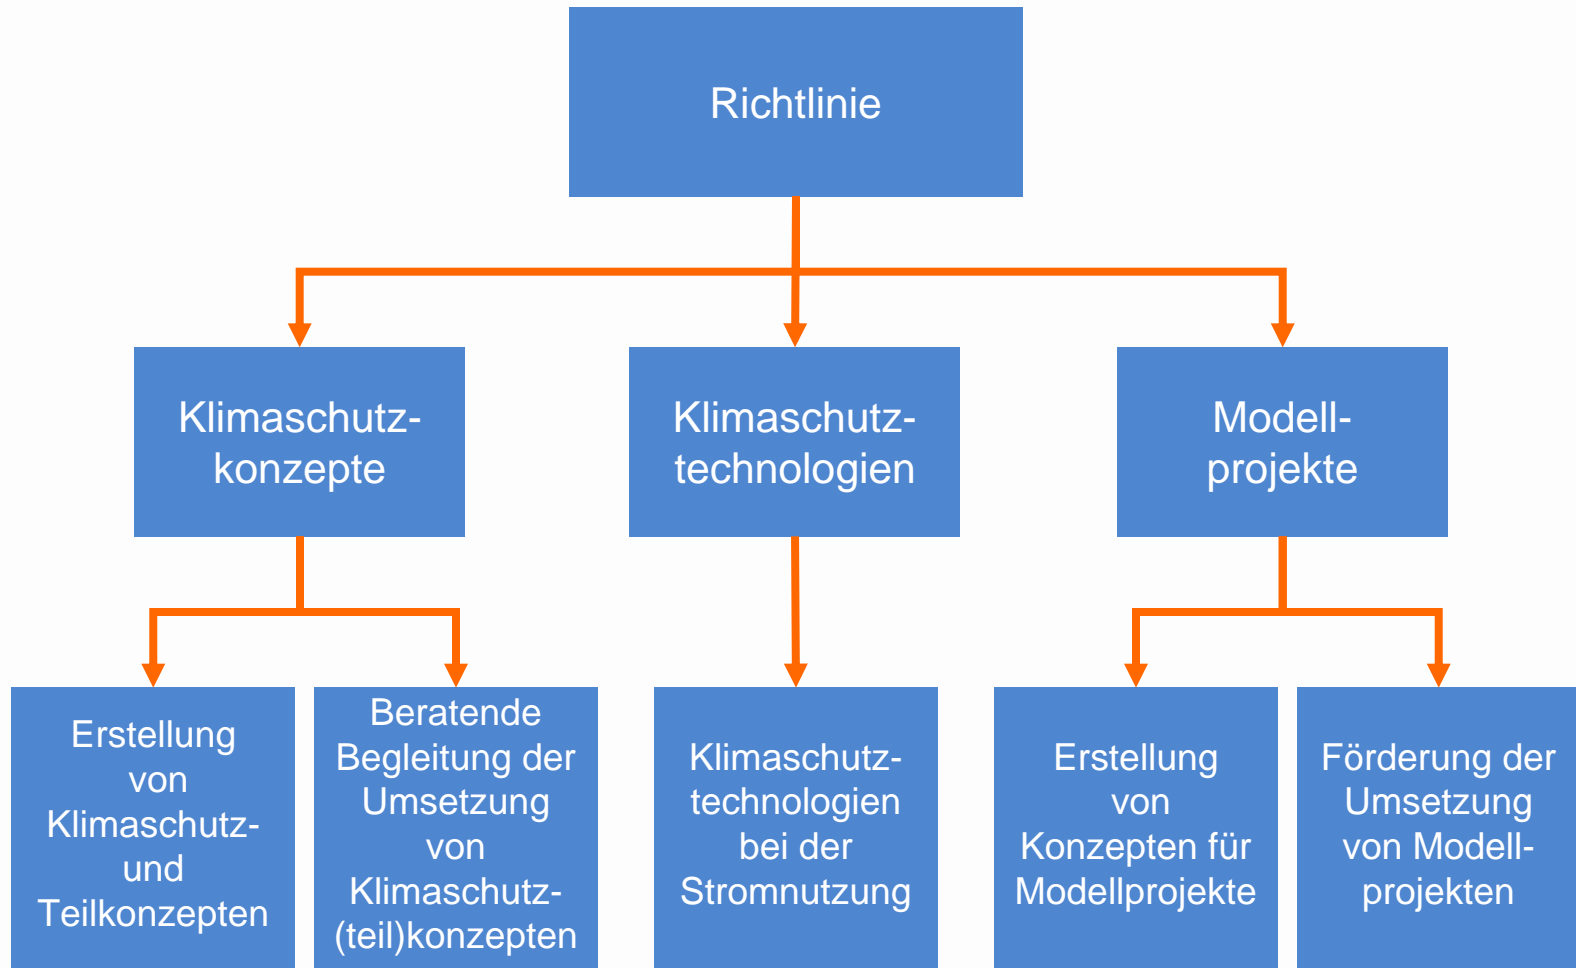 Richtlinie
Klimaschutz-
konzepte
Klimaschutz-
technologien
Modell-
projekte
Erstellung
von
Klimaschutz-
und
Teilkonzepten
Beratende
Begleitung der
Umsetzung
von
Klimaschutz-
(teil)konzepten
Klimaschutz-
technologien
bei der
Stromnutzung
Erstellung
von
Konzepten für
Modellprojekte
Förderung der
Umsetzung
von Modell-
projekten